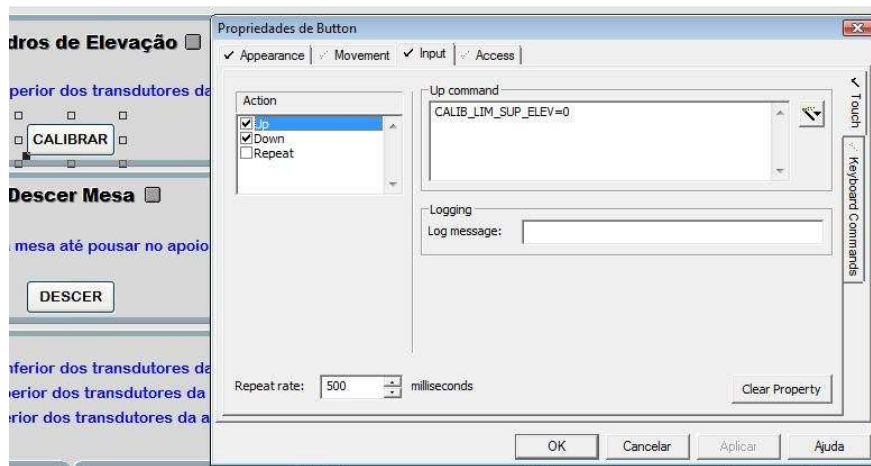 Propriedades de Button
dros de Elevação
Appearance Movement Input Access
perior dos transdutores da
CALIBRAR
Action
Up
Down
Repeat
Up command
CALIB_LIM_SUP_ELEV=0
Logging
Log message:
Touch
Keyboard Commands
Descer Mesa
mesa até pousar no apoio
DESCER
nferior dos transdutores da
erior dos transdutores da
rior dos transdutores da a
Repeat rate: 500 milliseconds
Clear Property
OK Cancelar Aplicar Ajuda